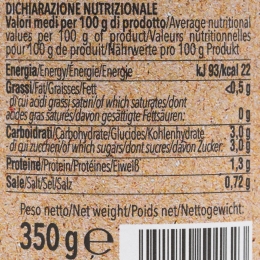 DICHIARAZIONE NUTRIZIONALE
Valori medi per 100 g di prodotto/Average nutritional
values per 100 g of product/Valeurs nutritionnelles
pour 100 g de produit/Nährwerte pro 100 g Produkt
Energia/Energy/Énergie/Energie kJ 93/kcal 22
Grassi/Fat/Graisses/Fett <0,5 g
di cui acidi grassi saturi/of which saturates/dont
acides gras saturés/davon gesättigte Fettsäuren 0 g
Carboidrati/Carbohydrate/Glucides/Kohlenhydrate 3,0 g
di cui zuccheri/of which sugars/dont sucres/davon Zucker 3,0 g
Proteine/Protein/Protéines/Eiweiß 1,3 g
Sale/Salt/Sel/Salz 0,72 g
Peso netto/Net weight/Poids net/Nettogewicht:
350 g e